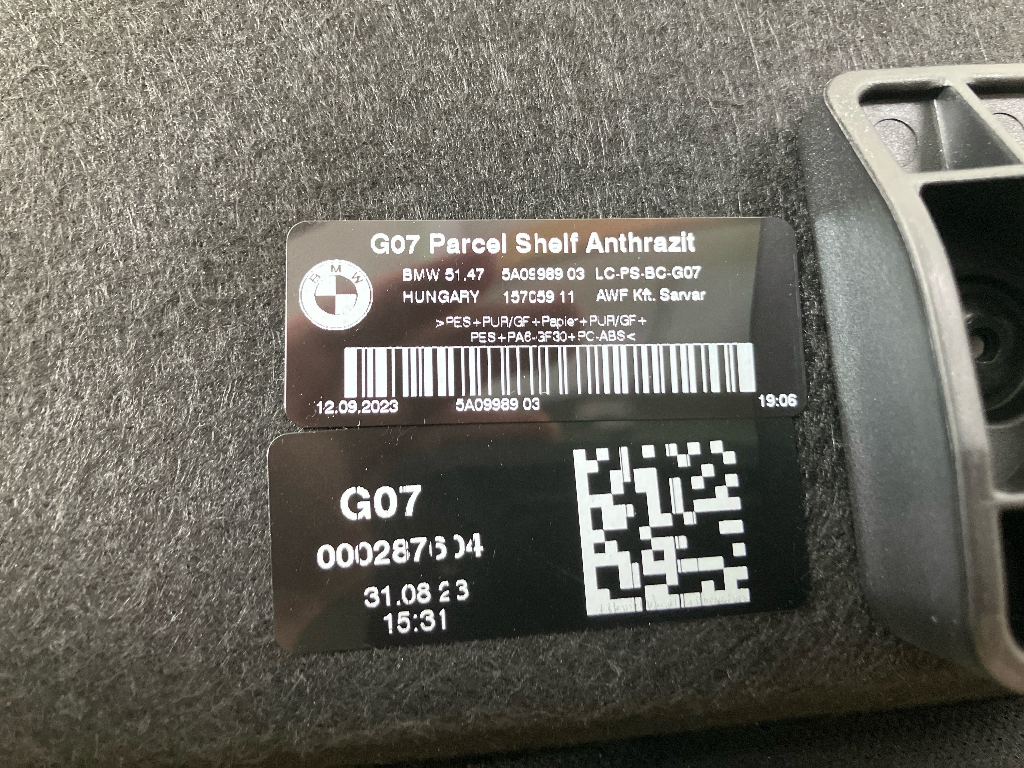 G07 Parcel Shelf Anthrazit
BMW
BMW 51.47 5A09989 03 LC-PS-BC-G07
HUNGARY 157059 11 AWF Kft. Sarvar
>PES+PUR/GF+Papier+PUR/GF+
PES+PA6-GF30+PC-ABS<
12.09.2023 5A09989 03 19:06
G07
000287604
31.08 23
15:31